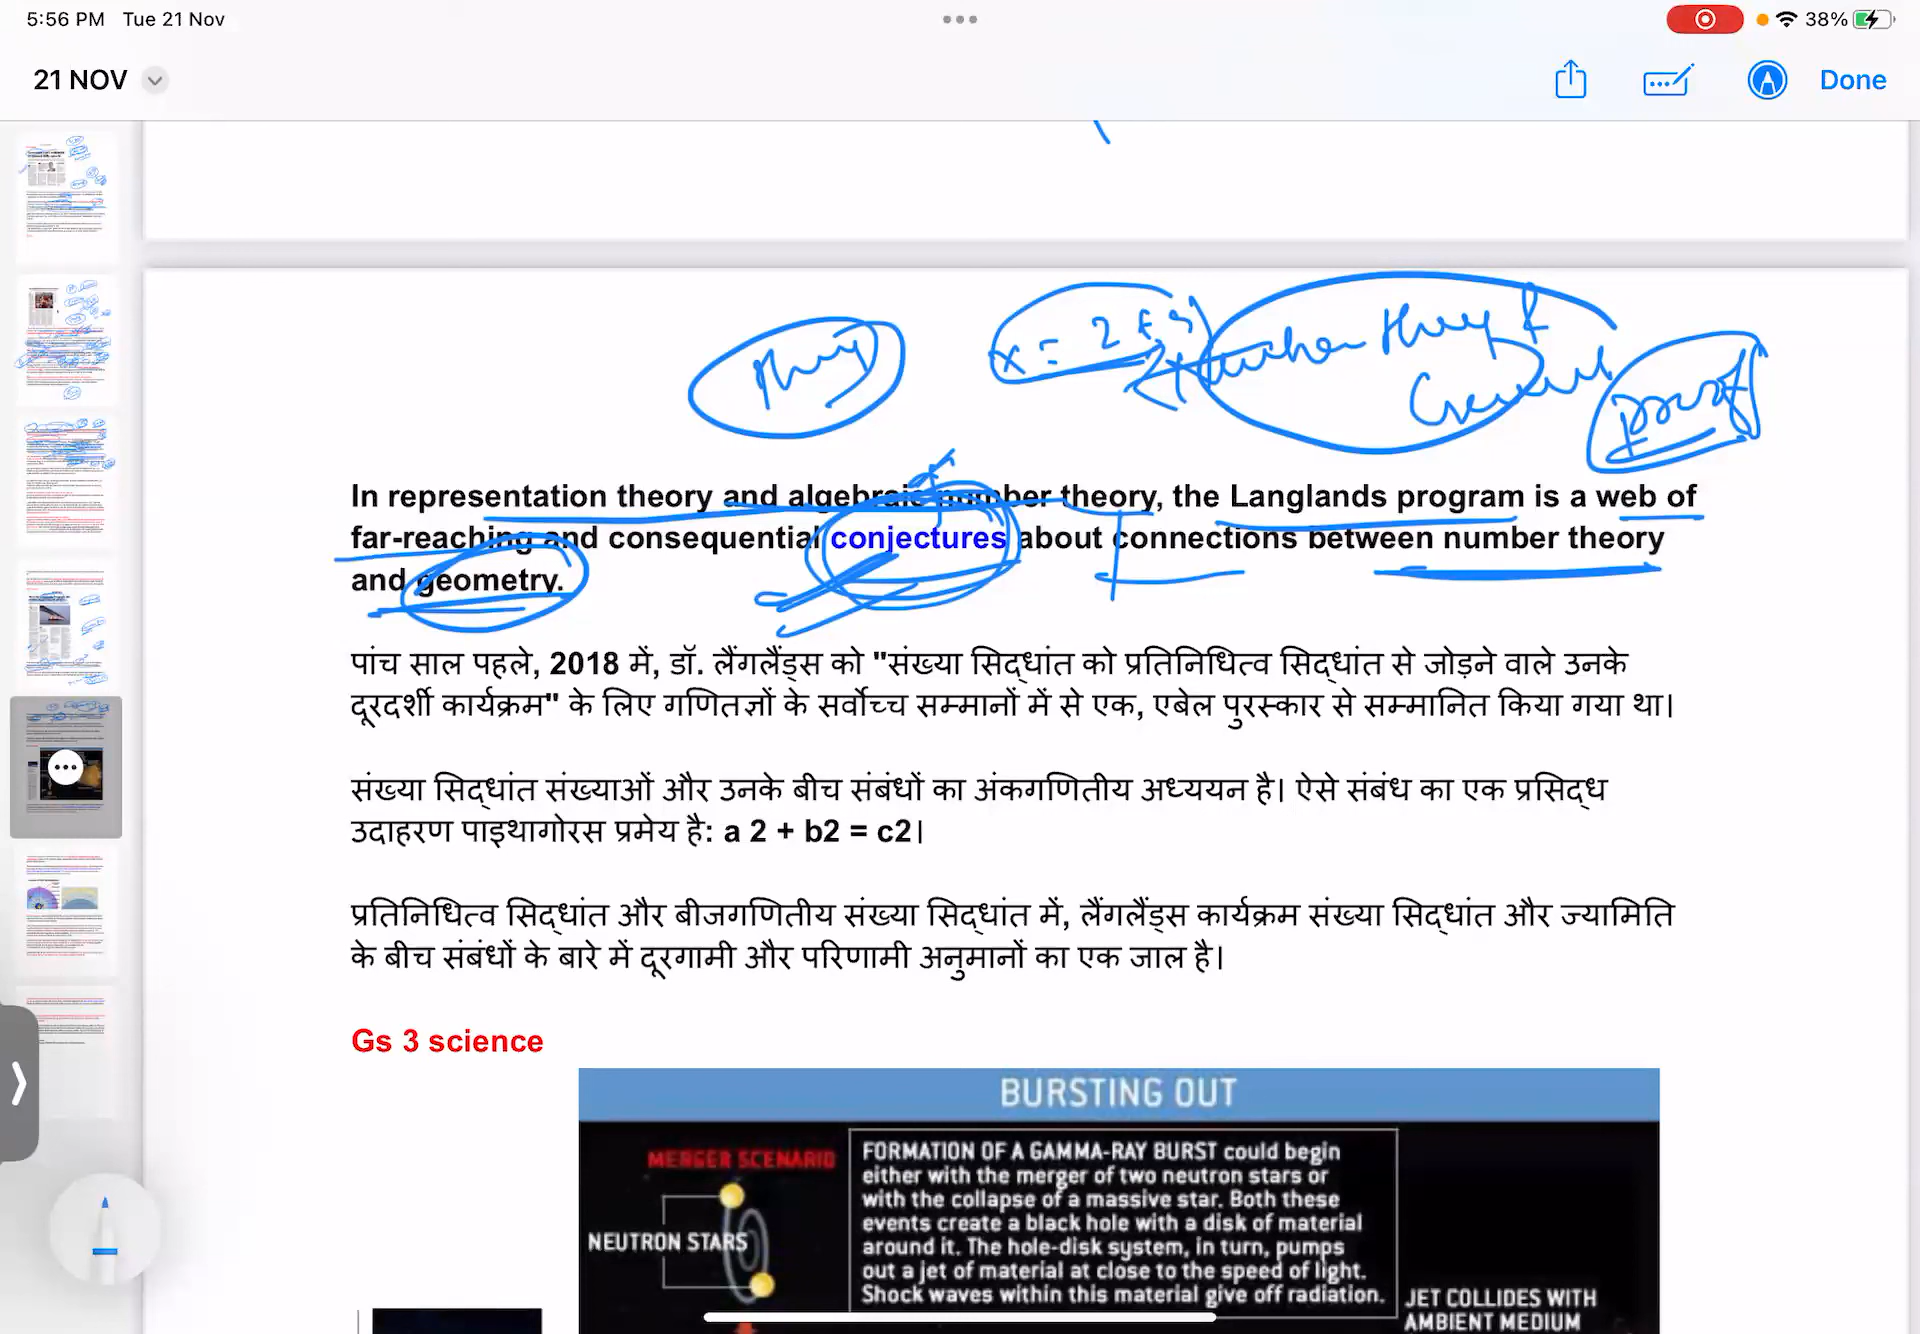 5:56 PM Tue 21 Nov
38%
21 NOV
Done
proof
In representation theory and algebraic number theory, the Langlands program is a web of
far-reaching and consequential conjectures about connections between number theory
and geometry.
पांच साल पहले, 2018 में, डॉ. लैंगलैंड्स को "संख्या सिद्धांत को प्रतिनिधित्व सिद्धांत से जोड़ने वाले उनके
दूरदर्शी कार्यक्रम" के लिए गणितज्ञों के सर्वोच्च सम्मानों में से एक, एबेल पुरस्कार से सम्मानित किया गया था।
संख्या सिद्धांत संख्याओं और उनके बीच संबंधों का अंकगणितीय अध्ययन है। ऐसे संबंध का एक प्रसिद्ध
उदाहरण पाइथागोरस प्रमेय है: a 2 + b2 = c2।
प्रतिनिधित्व सिद्धांत और बीजगणितीय संख्या सिद्धांत में, लैंगलैंड्स कार्यक्रम संख्या सिद्धांत और ज्यामिति
के बीच संबंधों के बारे में दूरगामी और परिणामी अनुमानों का एक जाल है।
Gs 3 science
BURSTING OUT
MERGER SCENARIO
NEUTRON STARS
FORMATION OF A GAMMA-RAY BURST could begin
either with the merger of two neutron stars or
with the collapse of a massive star. Both these
events create a black hole with a disk of material
around it. The hole-disk system, in turn, pumps
out a jet of material at close to the speed of light.
Shock waves within this material give off radiation.
JET COLLIDES WITH
AMBIENT MEDIUM